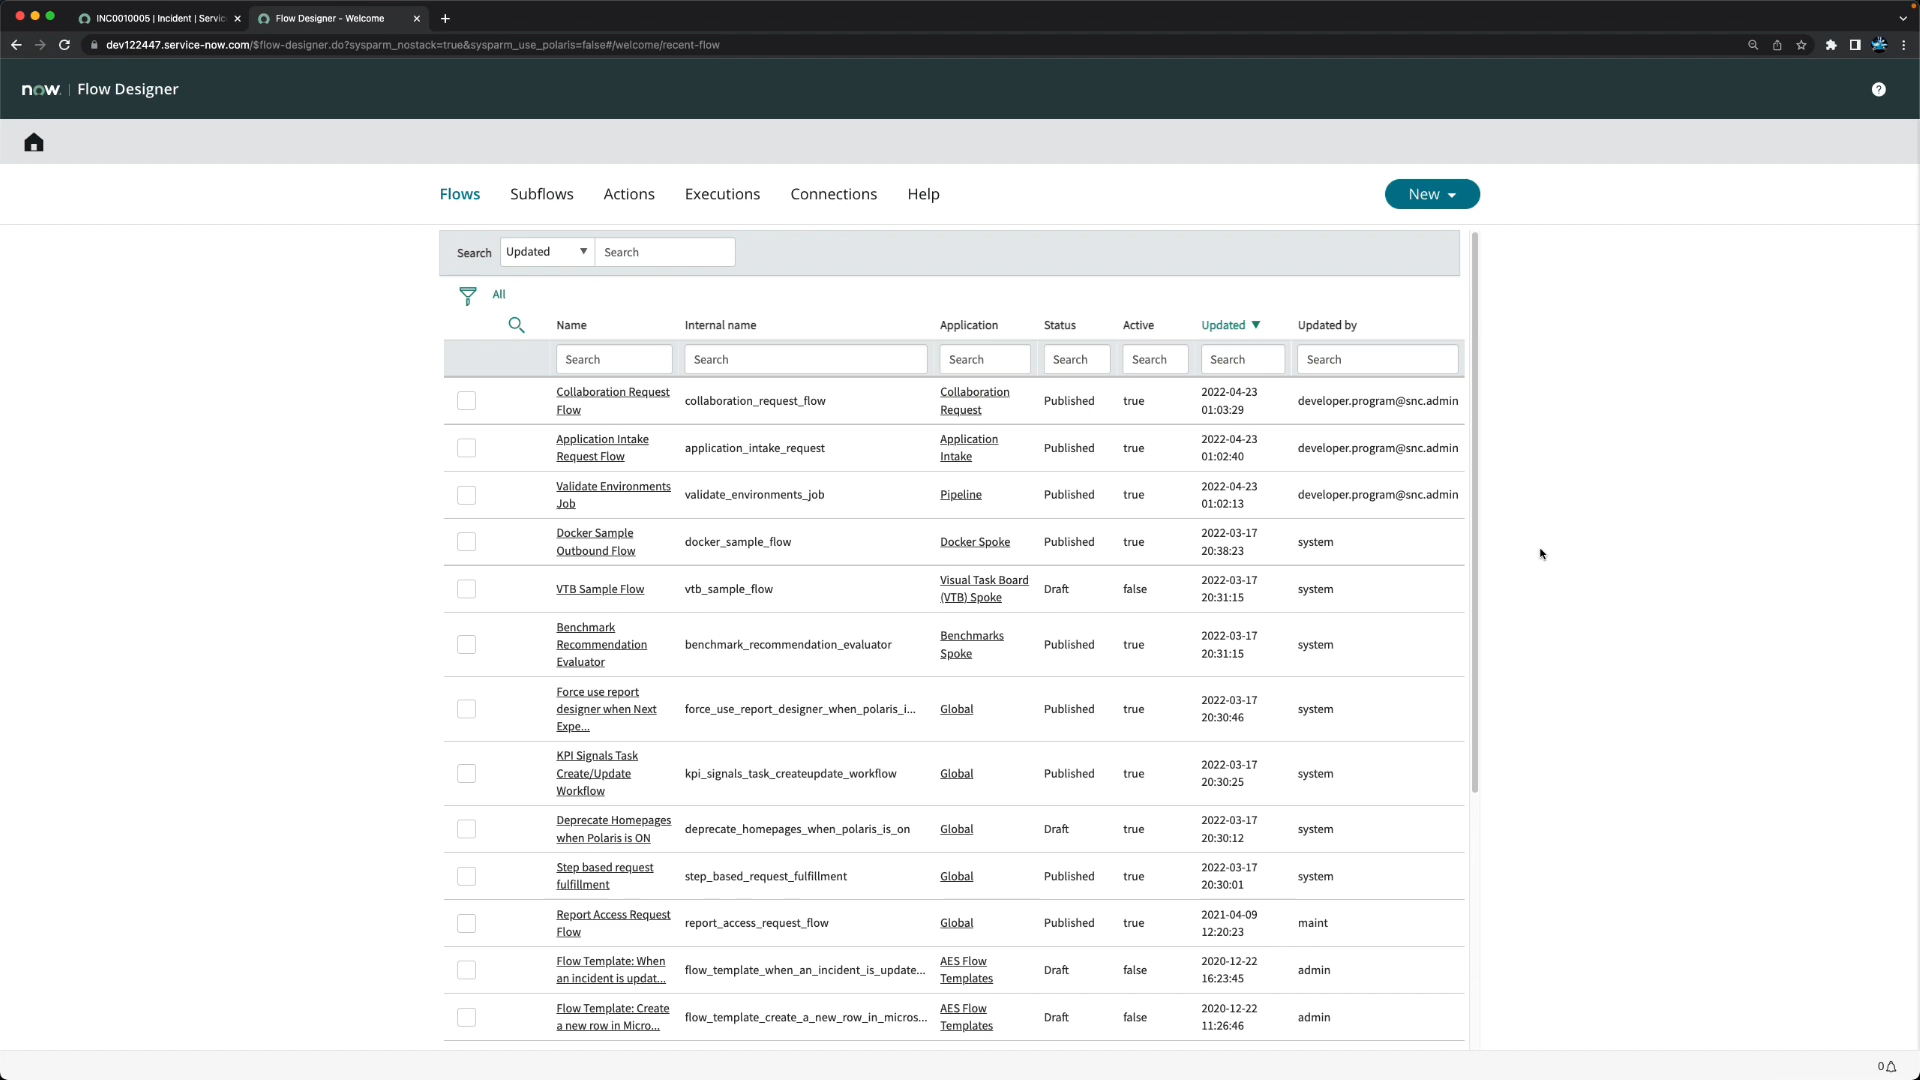 INC0010005 | Incident | Servic
Flow Designer - Welcome
dev122447.service-now.com/$flow-designer.do?sysparm_nostack=true&sysparm_use_polaris=false#/welcome/recent-flow
now. | Flow Designer
Flows Subflows Actions Executions Connections Help New
Search Updated Search
All
Name Internal name Application Status Active Updated Updated by
Search Search Search Search Search Search Search
Collaboration Request
Flow
collaboration_request_flow
Collaboration
Request
Published true
2022-04-23
01:03:29
developer.program@snc.admin
Application Intake
Request Flow
application_intake_request
Application
Intake
Published true
2022-04-23
01:02:40
developer.program@snc.admin
Validate Environments
Job
validate_environments_job
Pipeline
Published true
2022-04-23
01:02:13
developer.program@snc.admin
Docker Sample
Outbound Flow
docker_sample_flow
Docker Spoke
Published true
2022-03-17
20:38:23
system
VTB Sample Flow
vtb_sample_flow
Visual Task Board
(VTB) Spoke
Draft false
2022-03-17
20:31:15
system
Benchmark
Recommendation
Evaluator
benchmark_recommendation_evaluator
Benchmarks
Spoke
Published true
2022-03-17
20:31:15
system
Force use report
designer when Next
Expe...
force_use_report_designer_when_polaris_i...
Global
Published true
2022-03-17
20:30:46
system
KPI Signals Task
Create/Update
Workflow
kpi_signals_task_createupdate_workflow
Global
Published true
2022-03-17
20:30:25
system
Deprecate Homepages
when Polaris is ON
deprecate_homepages_when_polaris_is_on
Global
Draft true
2022-03-17
20:30:12
system
Step based request
fulfillment
step_based_request_fulfillment
Global
Published true
2022-03-17
20:30:01
system
Report Access Request
Flow
report_access_request_flow
Global
Published true
2021-04-09
12:20:23
maint
Flow Template: When
an incident is updat...
flow_template_when_an_incident_is_update...
AES Flow
Templates
Draft false
2020-12-22
16:23:45
admin
Flow Template: Create
a new row in Micro...
flow_template_create_a_new_row_in_micros...
AES Flow
Templates
Draft false
2020-12-22
11:26:46
admin
0